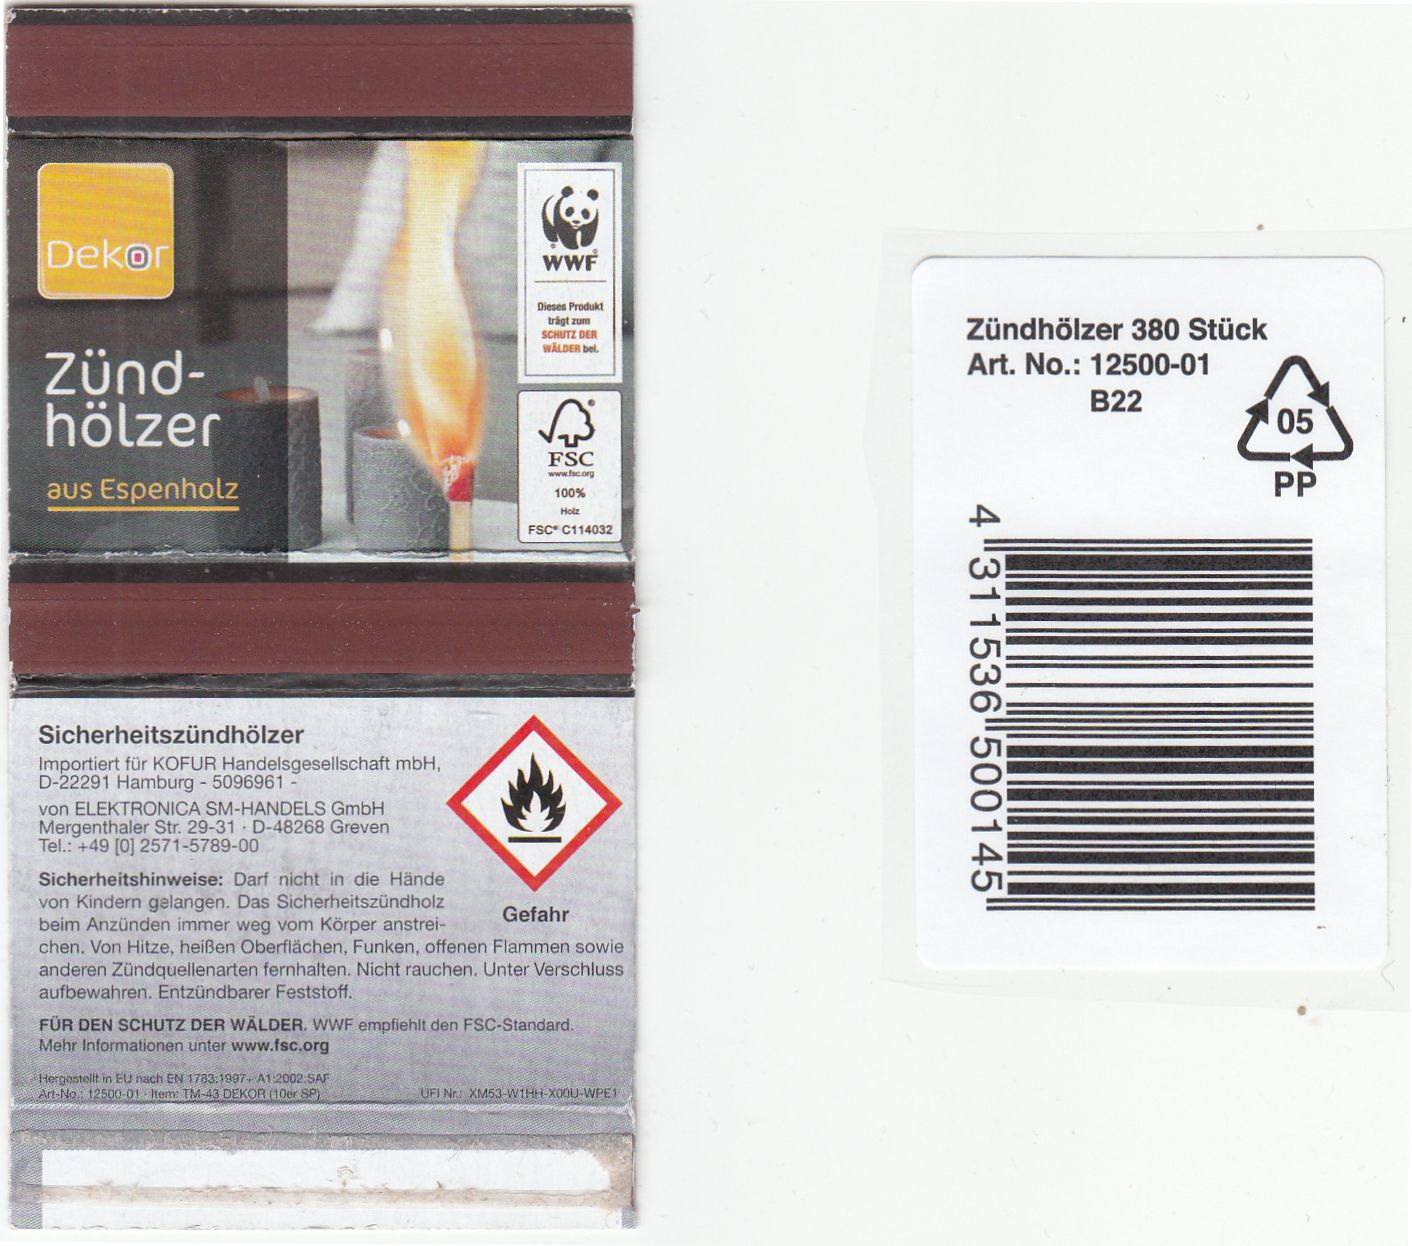 Dekor
Zünd-
hölzer
aus Espenholz
WWF
Dieses Produkt
trägt zum
SCHUTZ DER
WÄLDER bei.
FSC
www.fsc.org
100%
Holz
FSC® C114032
Sicherheitszündhölzer
Importiert für KOFUR Handelsgesellschaft mbH,
D-22291 Hamburg - 5096961 -
von ELEKTRONICA SM-HANDELS GmbH
Mergenthaler Str. 29-31 · D-48268 Greven
Tel.: +49 [0] 2571-5789-00
Sicherheitshinweise: Darf nicht in die Hände
von Kindern gelangen. Das Sicherheitszündholz
beim Anzünden immer weg vom Körper anstrei-
chen. Von Hitze, heißen Oberflächen, Funken, offenen Flammen sowie
anderen Zündquellenarten fernhalten. Nicht rauchen. Unter Verschluss
aufbewahren. Entzündbarer Feststoff.
Gefahr
FÜR DEN SCHUTZ DER WÄLDER. WWF empfiehlt den FSC-Standard.
Mehr Informationen unter www.fsc.org
Hergestellt in EU nach EN 1783:1997+ A1:2002:SAF
Art-No.: 12500-01 · Item: TM-43 DEKOR (10er SP)
UFI Nr.: XM53-W1HH-X00U-WPE1
Zündhölzer 380 Stück
Art. No.: 12500-01
B22
05
PP
4 311536 500145